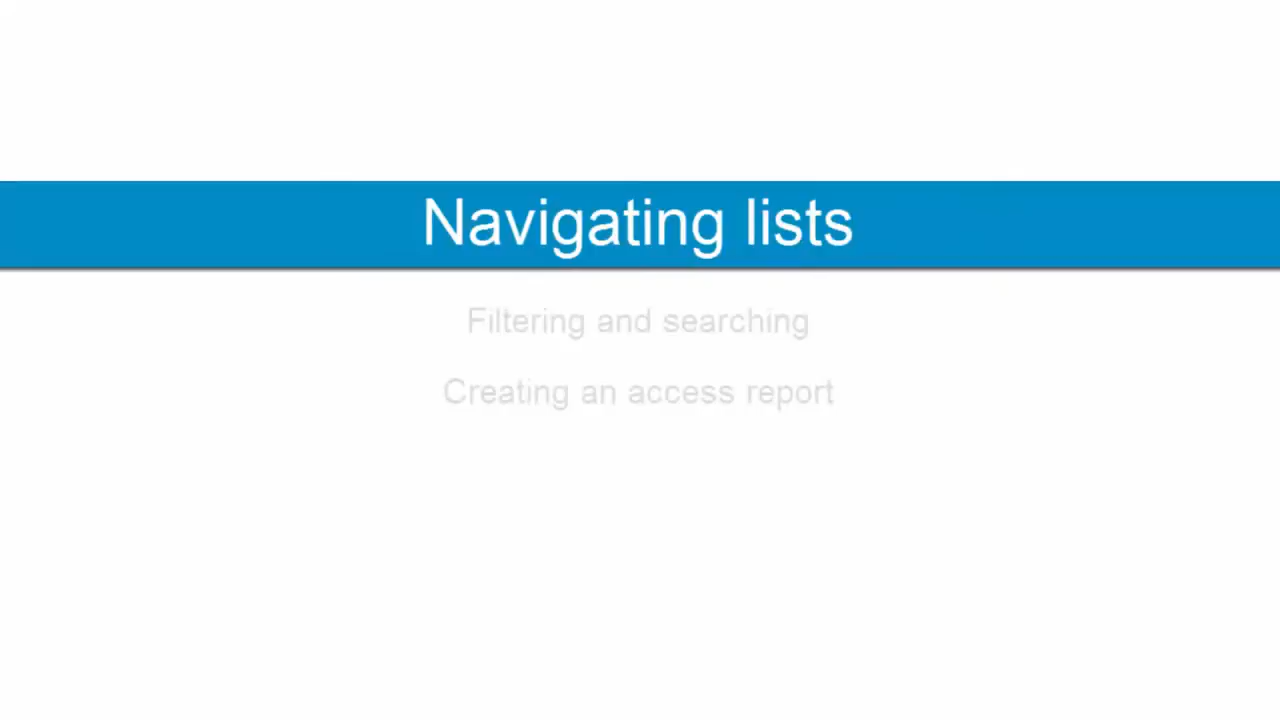 Navigating lists
Filtering and searching
Creating an access report